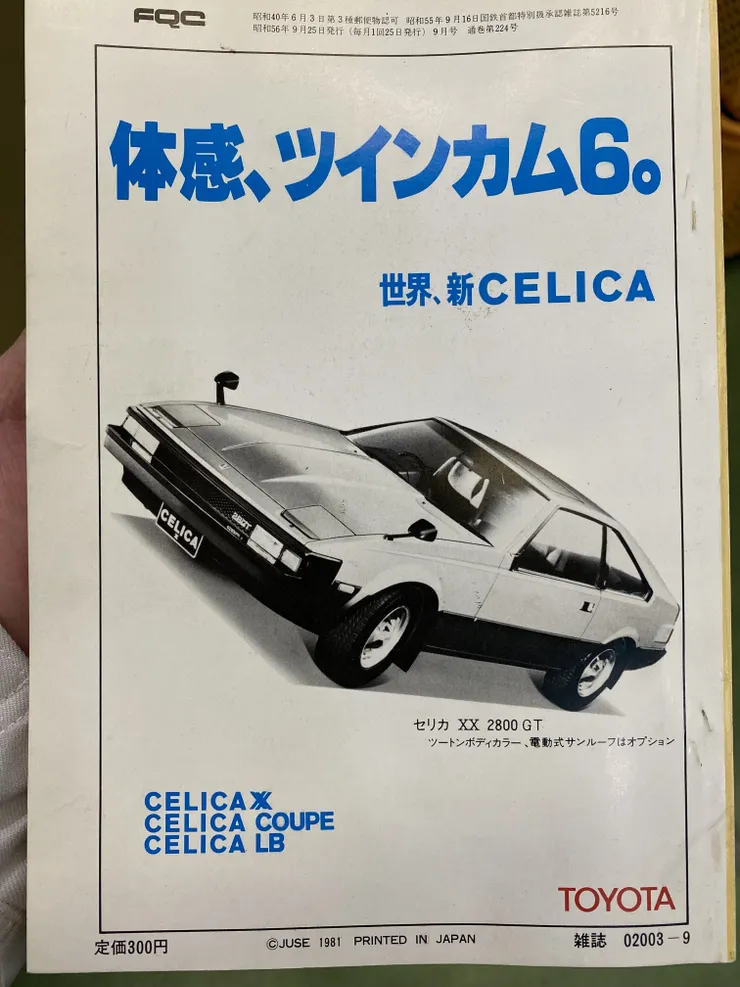 FQC
昭和40年6月3日第3種郵便物認可 昭和55年9月16日国鉄首都特別扱承認雑誌第5216号
昭和56年9月25日発行(毎月1回25日発行) 9月号 通巻第224号
体感、ツインカム6。
世界、新CELICA
CELICA
セリカ XX 2800 GT
ツートンボディカラー、電動式サンルーフはオプション
CELICA XX
CELICA COUPE
CELICA LB
TOYOTA
定価300円
©JUSE 1981 PRINTED IN JAPAN
雑誌 02003-9